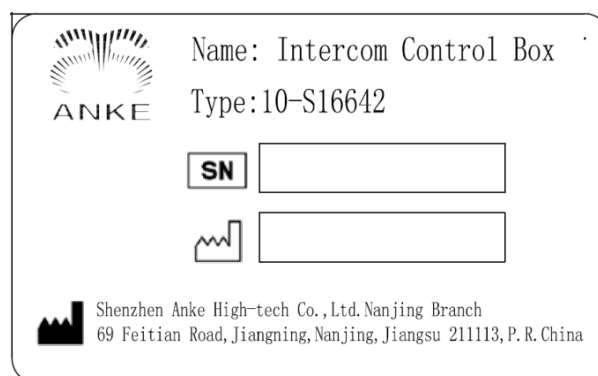 ANKE
Name: Intercom Control Box
Type:10-S16642
SN
Shenzhen Anke High-tech Co.,Ltd.Nanjing Branch
69 Feitian Road,Jiangning,Nanjing,Jiangsu 211113,P.R.China